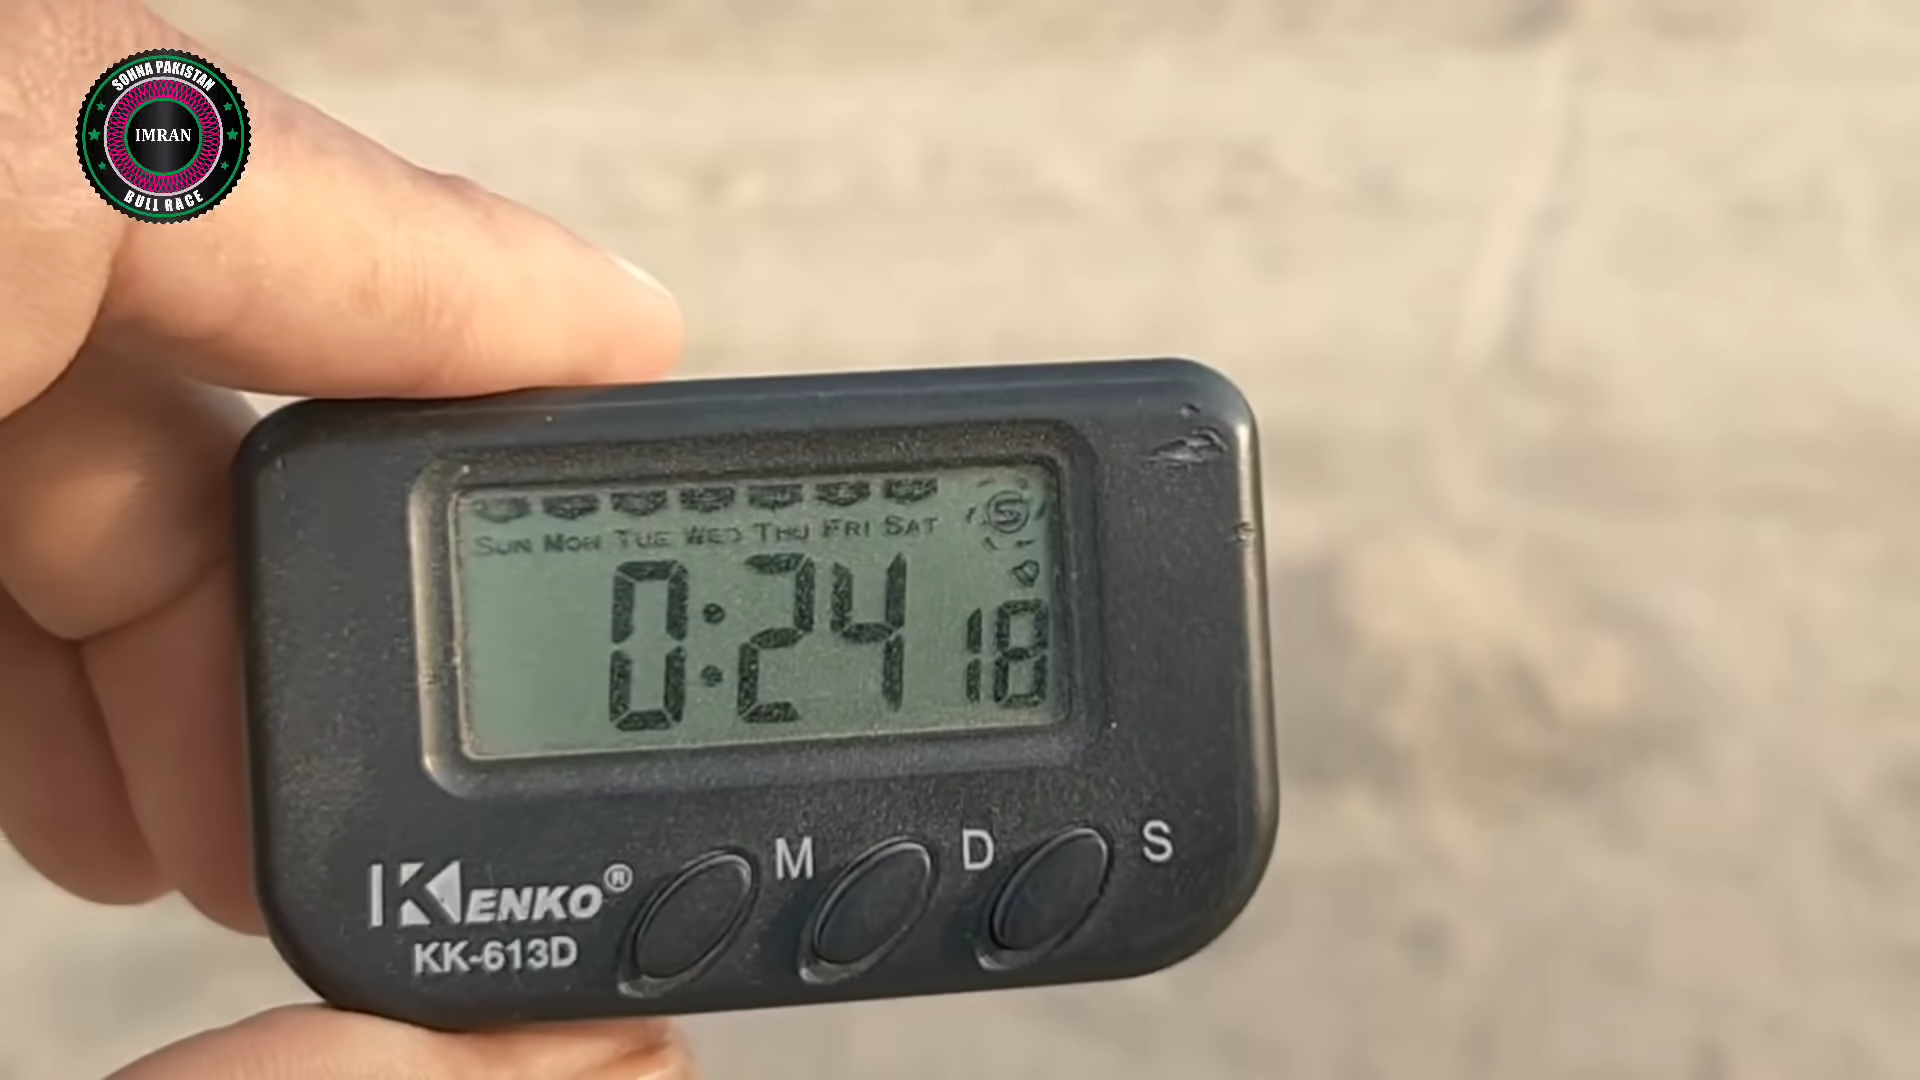 SOHNA PAKISTAN
IMRAN
BULL RACE
SUN MON TUE WED THU FRI SAT
S
0:24 18
M D S
KENKO®
KK-613D